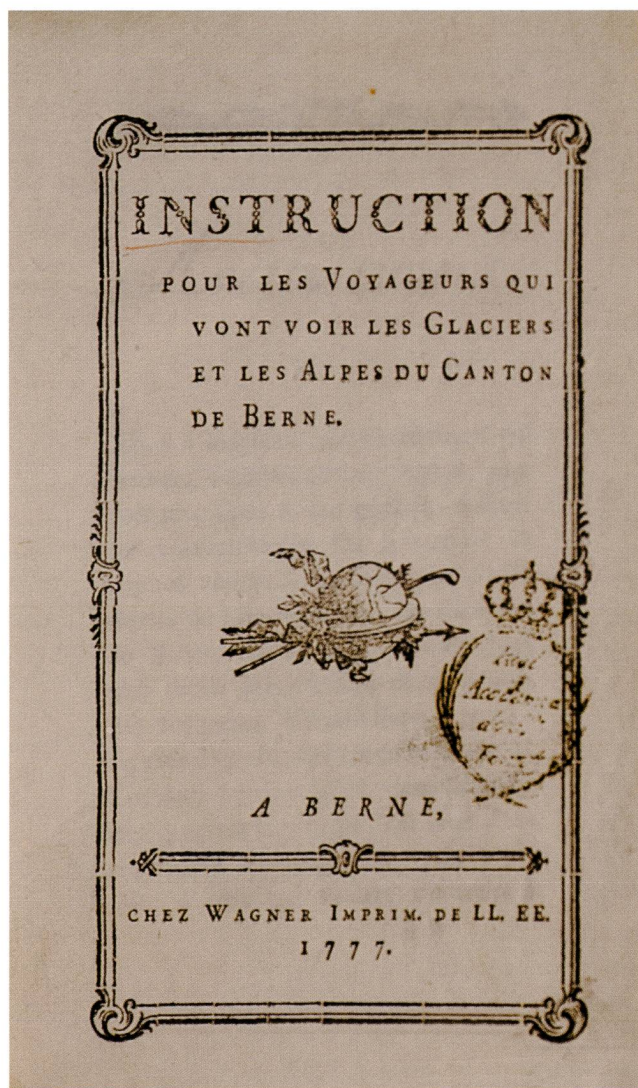 INSTRUCTION
POUR LES VOYAGEURS QUI
VONT VOIR LES GLACIERS
ET LES ALPES DU CANTON
DE BERNE.
A BERNE,
CHEZ WAGNER IMPRIM. DE LL. EE.
1777.